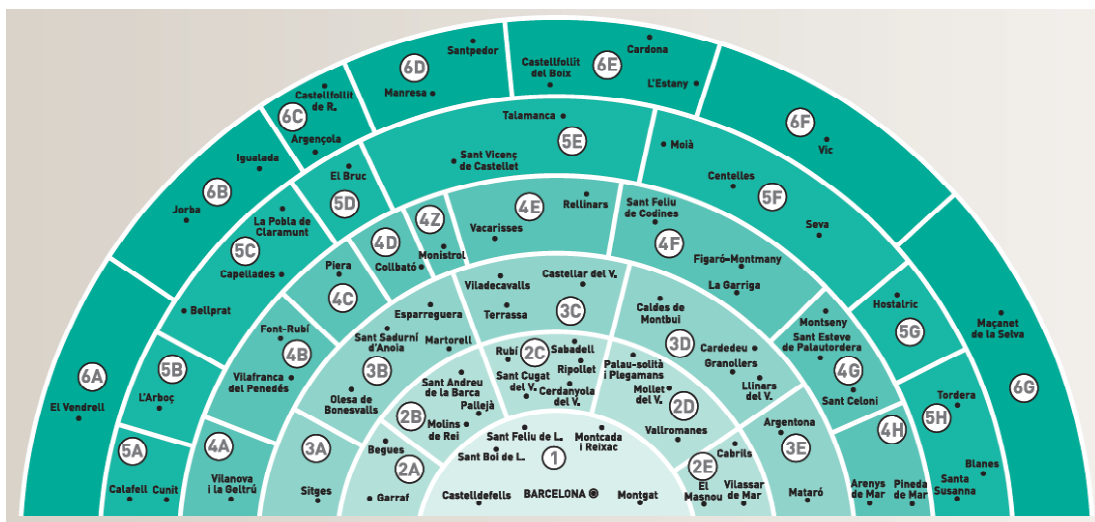 6D
Santpedor
Manresa
6E
Cardona
Castellfollit
del Boix
L'Estany
6C
Castellfollit
de R.
Argençola
6F
Vic
6B
Igualada
Jorba
Talamanca
5E
Sant Vicenç
de Castellet
Moià
Centelles
5F
Seva
El Bruc
5D
La Pobla de
Claramunt
5C
Capellades
Bellprat
4Z
Monistrol
4D
Collbató
4E
Rellinars
Vacarisses
Sant Feliu
de Codines
4F
Figaró-Montmany
La Garriga
Piera
4C
Hostalric
5G
Maçanet
de la Selva
6G
Viladecavalls
Castellar del V.
3C
Terrassa
Caldes de
Montbui
3D
Cardedeu
Granollers
Llinars
del V.
Montseny
Sant Esteve
de Palautordera
4G
Sant Celoni
Esparreguera
Sant Sadurní
d'Anoia
Martorell
3B
Olesa de
Bonesvalls
Font-Rubí
4B
Vilafranca
del Penedés
5B
L'Arboç
6A
El Vendrell
Rubí
2C
Sabadell
Ripollet
Sant Cugat
del V.
Cerdanyola
del V.
Palau-solità
i Plegamans
Mollet
del V.
2D
Vallromanes
Sant Andreu
de la Barca
Pallejà
2B
Molins
de Rei
Tordera
5H
Blanes
Santa
Susanna
4H
Arenys
de Mar
Pineda
de Mar
Argentona
3E
Mataró
5A
Calafell
Cunit
4A
Vilanova
i la Geltrú
3A
Sitges
Begues
2A
Garraf
Sant Feliu de L.
Montcada
i Reixac
Sant Boi de L.
1
Castelldefells
BARCELONA
Montgat
Cabrils
2E
El
Masnou
Vilassar
de Mar